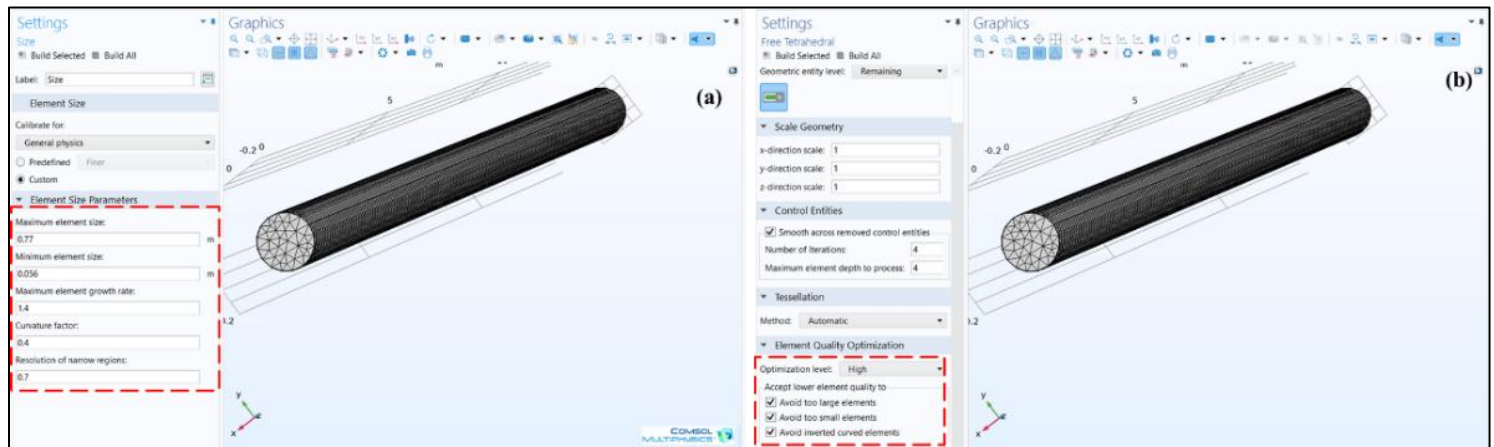 Settings
Size
Build Selected Build All
Label: Size
Element Size
Calibrate for:
General physics
Predefined Finer
Custom
Element Size Parameters
Maximum element size:
0.77 m
Minimum element size:
0.056 m
Maximum element growth rate:
1.4
Curvature factor:
0.4
Resolution of narrow regions:
0.7
Graphics
m
5
(a)
-0.2 0
0
0.2
y
z
x
COMSOL
MULTIPHYSICS
Settings
Free Tetrahedral
Build Selected Build All
Geometric entity level: Remaining
Scale Geometry
x-direction scale: 1
y-direction scale: 1
z-direction scale: 1
Control Entities
Smooth across removed control entities
Number of iterations: 4
Maximum element depth to process: 4
Tessellation
Method: Automatic
Element Quality Optimization
Optimization level: High
Accept lower element quality to
Avoid too large elements
Avoid too small elements
Avoid inverted curved elements
Graphics
m
5
(b)
-0.2 0
0
0.2
y
z
x